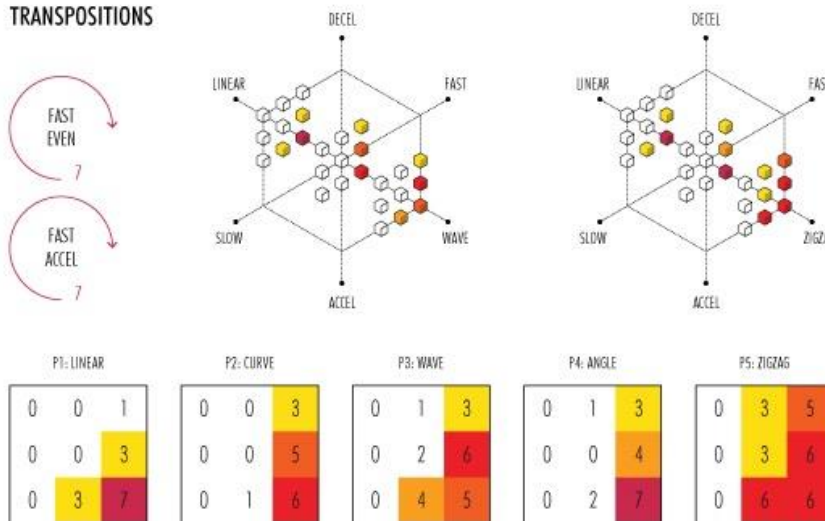 TRANSPOSITIONS
DECEL
DECEL
LINEAR
FAST
LINEAR
FAS
FAST
EVEN
7
FAST
ACCEL
7
SLOW
WAVE
SLOW
ZIGZA
ACCEL
ACCEL
P1: LINEAR
P2: CURVE
P3: WAVE
P4: ANGLE
P5: ZIGZAG
0 0 1
0 0 3
0 1 3
0 1 3
0 3 5
0 0 3
0 0 5
0 2 6
0 0 4
0 3 6
0 3 7
0 1 6
0 4 5
0 2 7
0 6 6